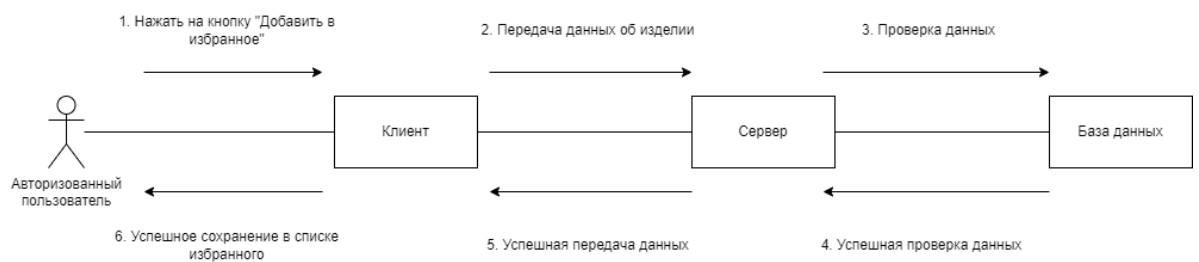 1. Нажать на кнопку "Добавить в
избранное"
2. Передача данных об изделии
3. Проверка данных
Клиент
Сервер
База данных
Авторизованный
пользователь
6. Успешное сохранение в списке
избранного
5. Успешная передача данных
4. Успешная проверка данных